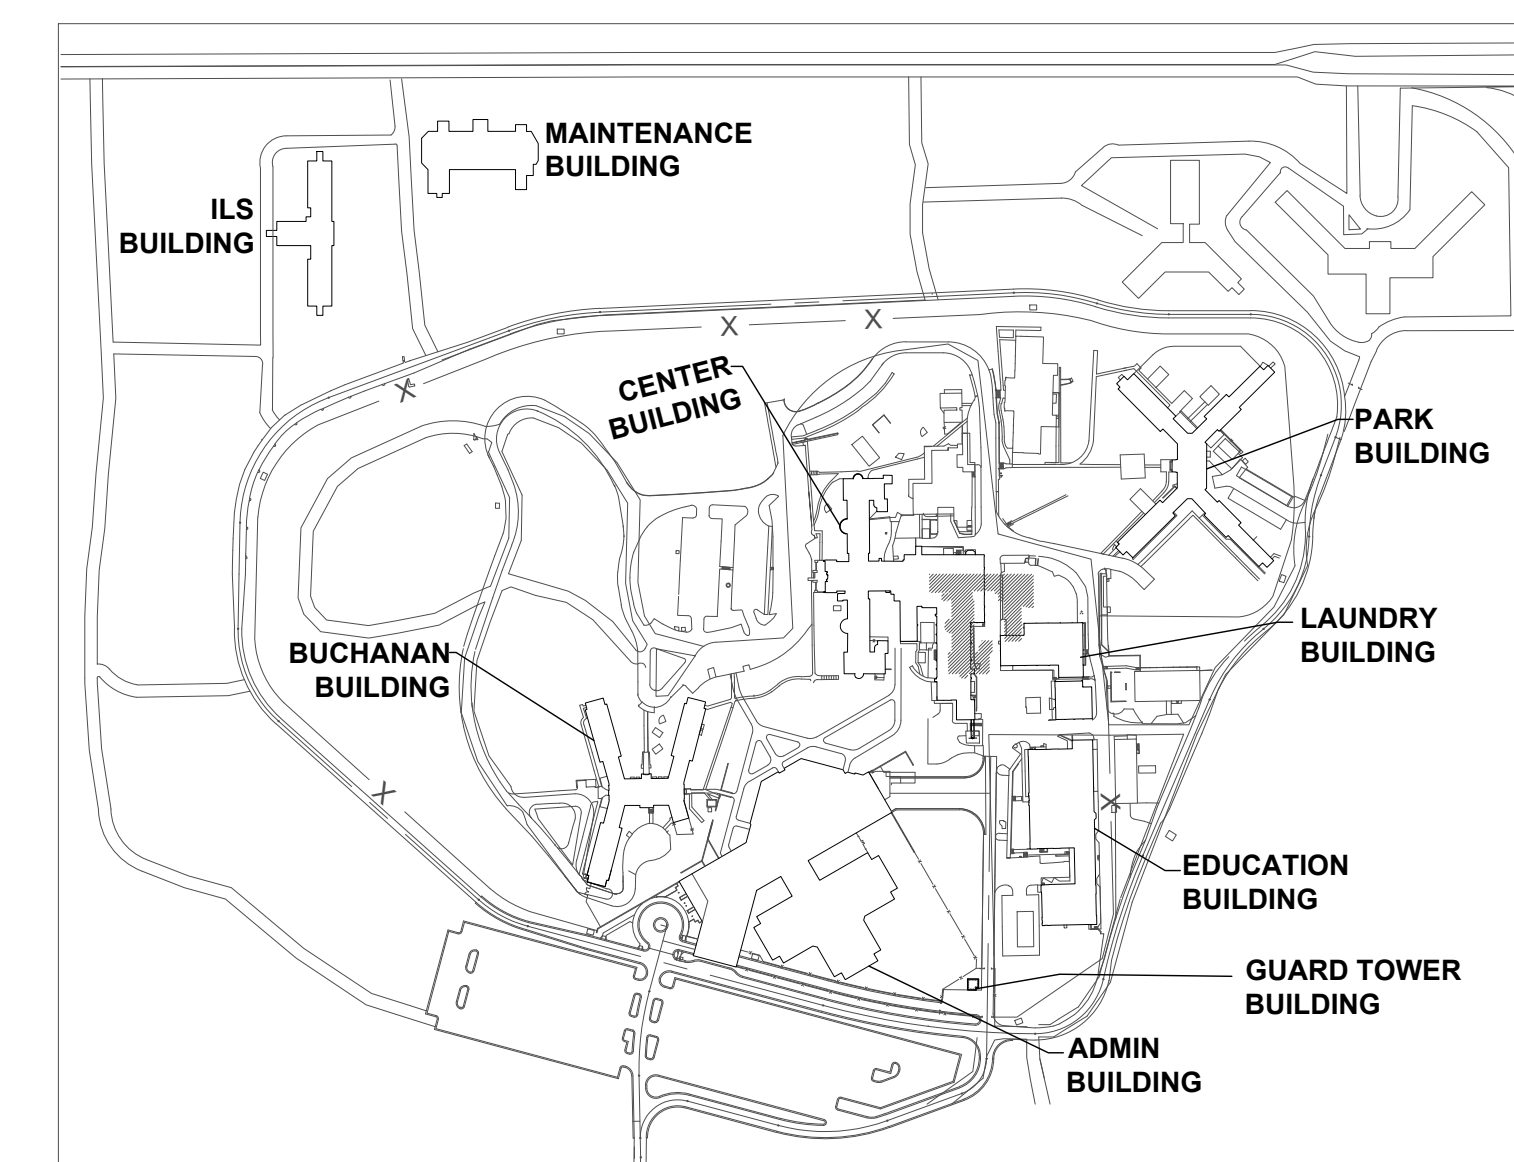 MAINTENANCE
BUILDING
ILS
BUILDING
CENTER
BUILDING
PARK
BUILDING
LAUNDRY
BUILDING
BUCHANAN
BUILDING
EDUCATION
BUILDING
GUARD TOWER
BUILDING
ADMIN
BUILDING